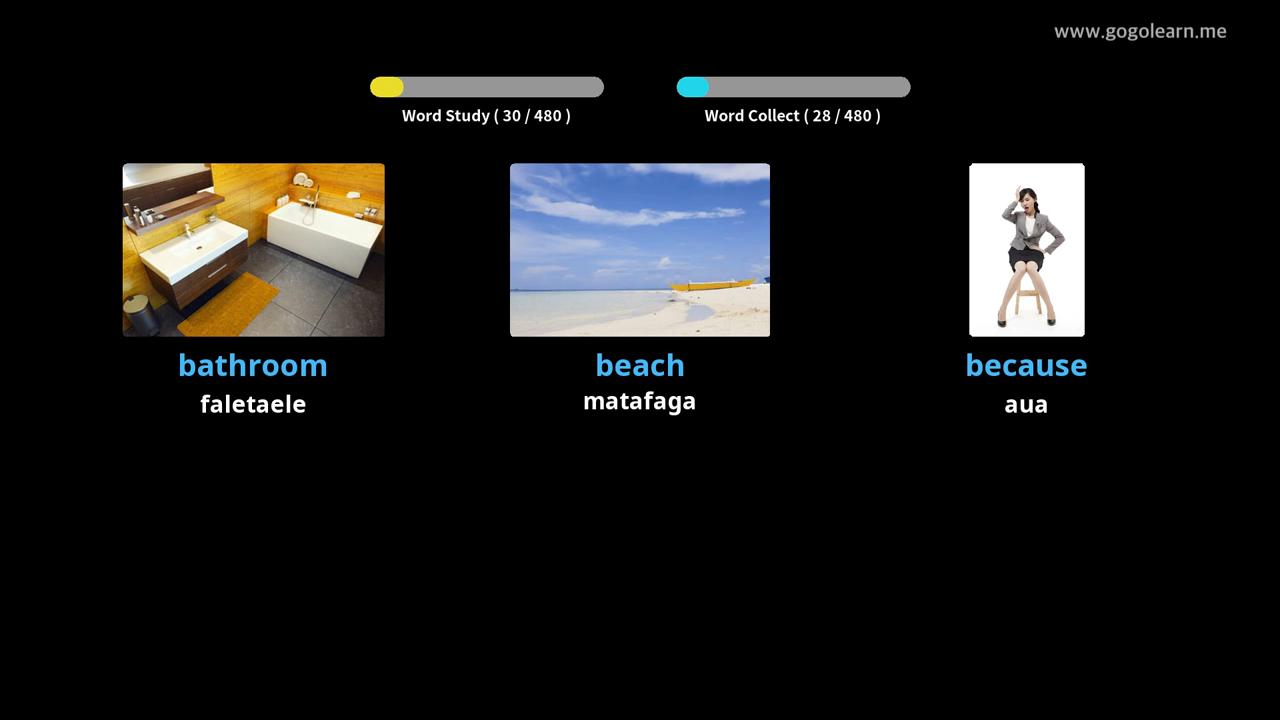 www.gogolearn.me
Word Study ( 30 / 480 )
Word Collect ( 28 / 480 )
bathroom
faletaele
beach
matafaga
because
aua